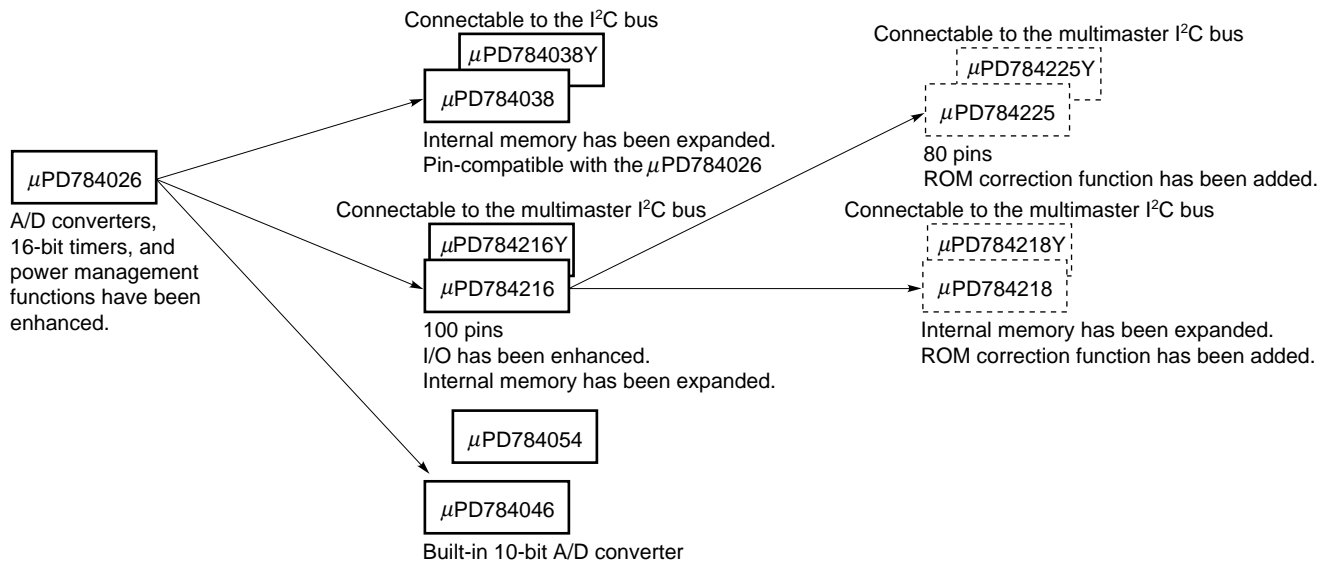 µPD784026
A/D converters,
16-bit timers, and
power management
functions have been
enhanced.
Connectable to the I²C bus
µPD784038Y
µPD784038
Internal memory has been expanded.
Pin-compatible with the µPD784026
Connectable to the multimaster I²C bus
µPD784216Y
µPD784216
100 pins
I/O has been enhanced.
Internal memory has been expanded.
µPD784054
µPD784046
Built-in 10-bit A/D converter
Connectable to the multimaster I²C bus
µPD784225Y
µPD784225
80 pins
ROM correction function has been added.
Connectable to the multimaster I²C bus
µPD784218Y
µPD784218
Internal memory has been expanded.
ROM correction function has been added.